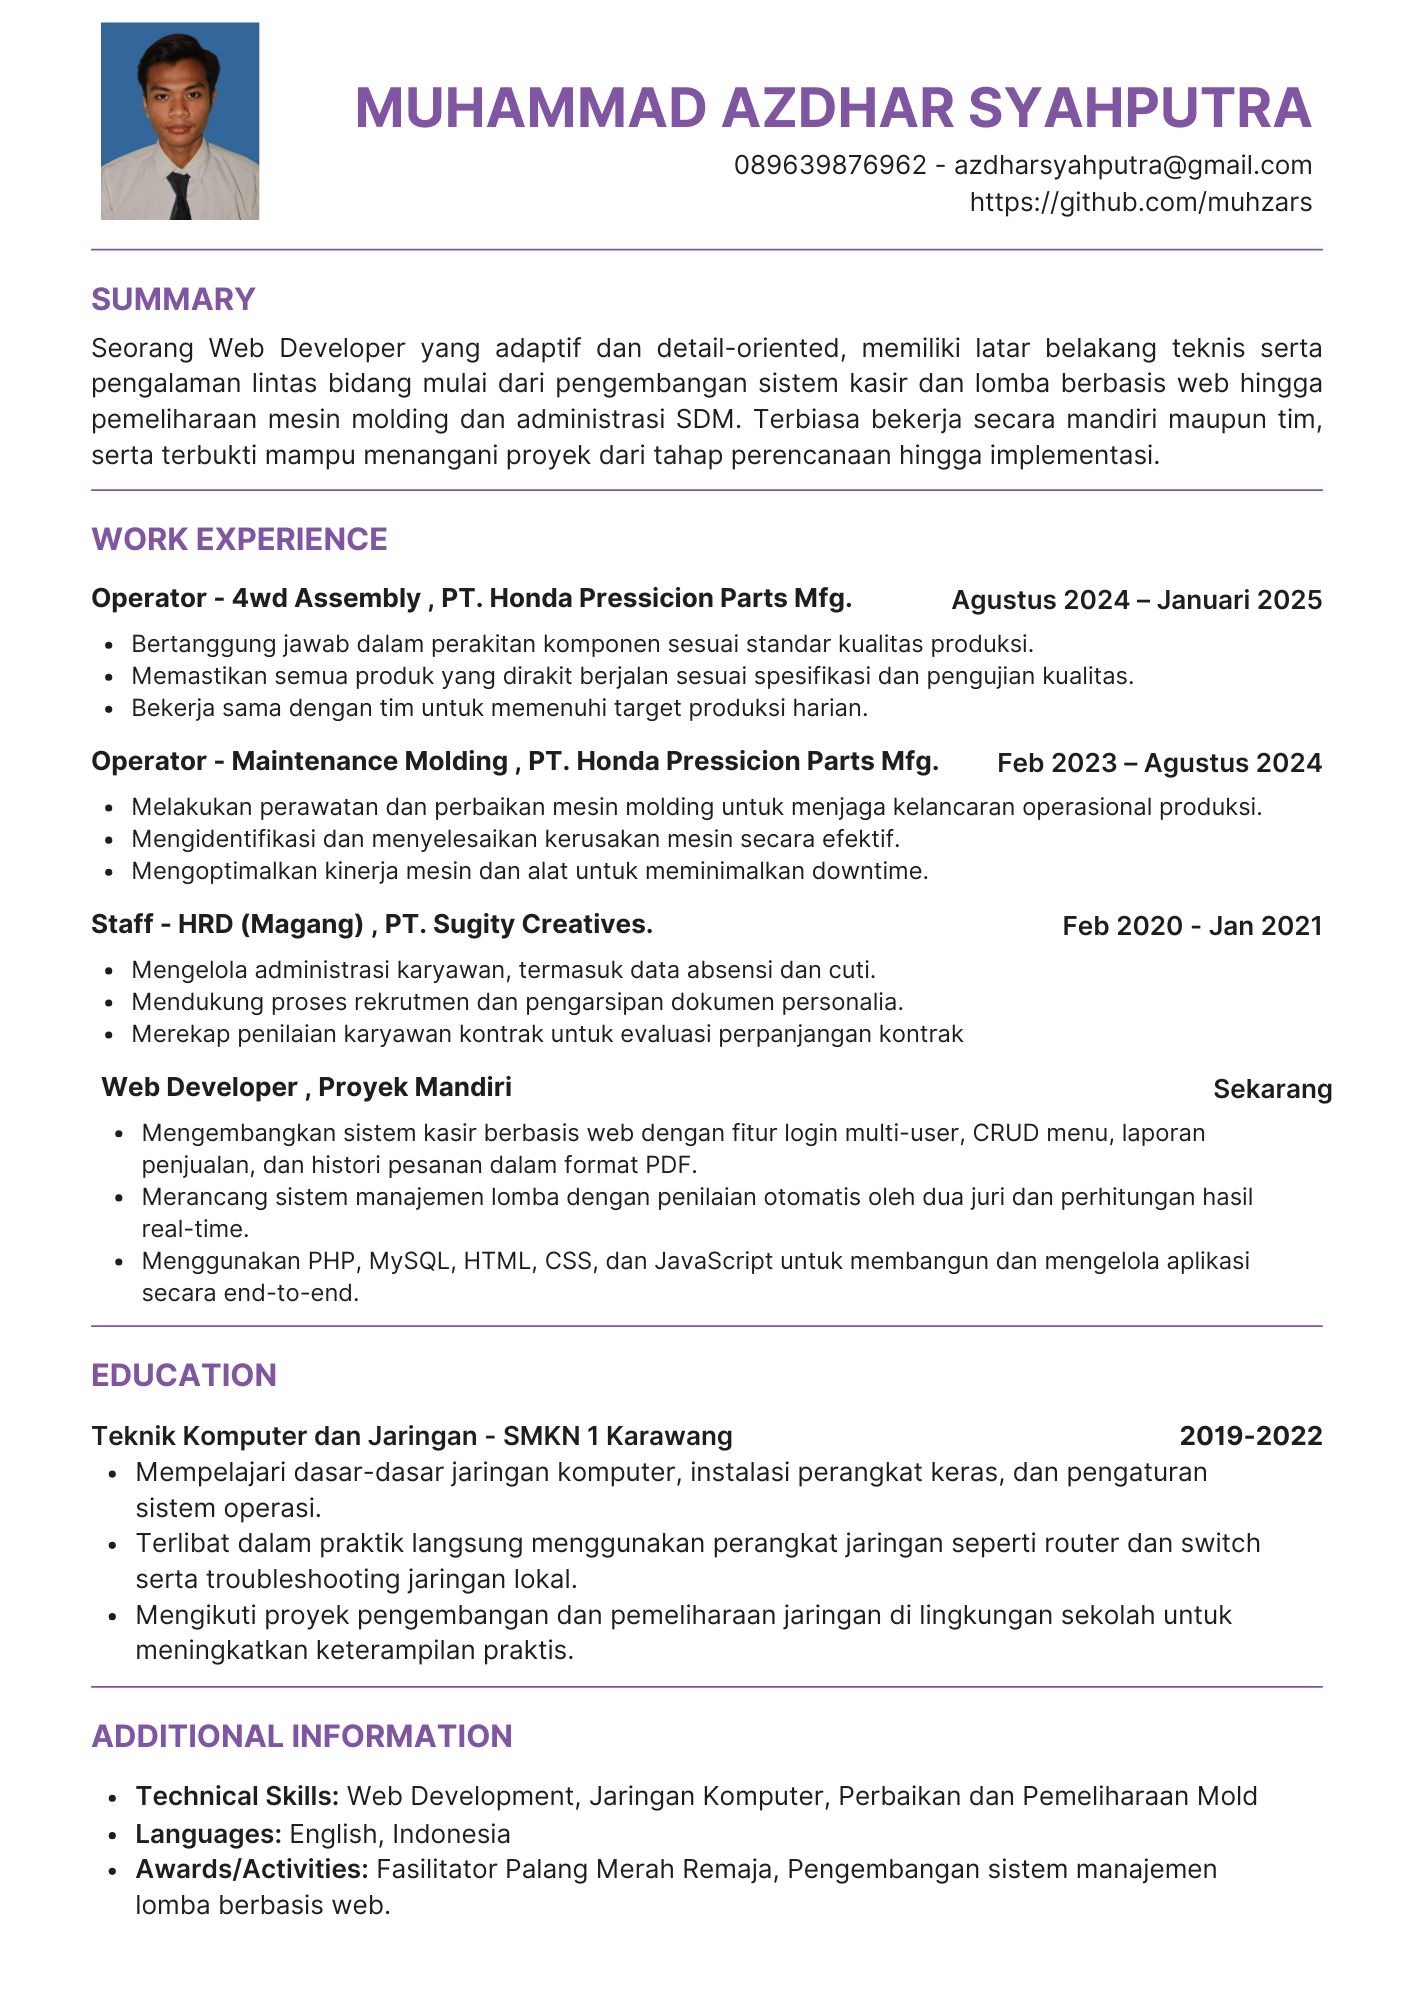 MUHAMMAD AZDHAR SYAHPUTRA
089639876962 - azdharsyahputra@gmail.com
https://github.com/muhzars
SUMMARY
Seorang Web Developer yang adaptif dan detail-oriented, memiliki latar belakang teknis serta
pengalaman lintas bidang mulai dari pengembangan sistem kasir dan lomba berbasis web hingga
pemeliharaan mesin molding dan administrasi SDM. Terbiasa bekerja secara mandiri maupun tim,
serta terbukti mampu menangani proyek dari tahap perencanaan hingga implementasi.
WORK EXPERIENCE
Operator - 4wd Assembly , PT. Honda Pressicion Parts Mfg. Agustus 2024 – Januari 2025
• Bertanggung jawab dalam perakitan komponen sesuai standar kualitas produksi.
• Memastikan semua produk yang dirakit berjalan sesuai spesifikasi dan pengujian kualitas.
• Bekerja sama dengan tim untuk memenuhi target produksi harian.
Operator - Maintenance Molding , PT. Honda Pressicion Parts Mfg. Feb 2023 – Agustus 2024
• Melakukan perawatan dan perbaikan mesin molding untuk menjaga kelancaran operasional produksi.
• Mengidentifikasi dan menyelesaikan kerusakan mesin secara efektif.
• Mengoptimalkan kinerja mesin dan alat untuk meminimalkan downtime.
Staff - HRD (Magang) , PT. Sugity Creatives. Feb 2020 - Jan 2021
• Mengelola administrasi karyawan, termasuk data absensi dan cuti.
• Mendukung proses rekrutmen dan pengarsipan dokumen personalia.
• Merekap penilaian karyawan kontrak untuk evaluasi perpanjangan kontrak
Web Developer , Proyek Mandiri Sekarang
• Mengembangkan sistem kasir berbasis web dengan fitur login multi-user, CRUD menu, laporan
penjualan, dan histori pesanan dalam format PDF.
• Merancang sistem manajemen lomba dengan penilaian otomatis oleh dua juri dan perhitungan hasil
real-time.
• Menggunakan PHP, MySQL, HTML, CSS, dan JavaScript untuk membangun dan mengelola aplikasi
secara end-to-end.
EDUCATION
Teknik Komputer dan Jaringan - SMKN 1 Karawang 2019-2022
• Mempelajari dasar-dasar jaringan komputer, instalasi perangkat keras, dan pengaturan
sistem operasi.
• Terlibat dalam praktik langsung menggunakan perangkat jaringan seperti router dan switch
serta troubleshooting jaringan lokal.
• Mengikuti proyek pengembangan dan pemeliharaan jaringan di lingkungan sekolah untuk
meningkatkan keterampilan praktis.
ADDITIONAL INFORMATION
• Technical Skills: Web Development, Jaringan Komputer, Perbaikan dan Pemeliharaan Mold
• Languages: English, Indonesia
• Awards/Activities: Fasilitator Palang Merah Remaja, Pengembangan sistem manajemen
lomba berbasis web.